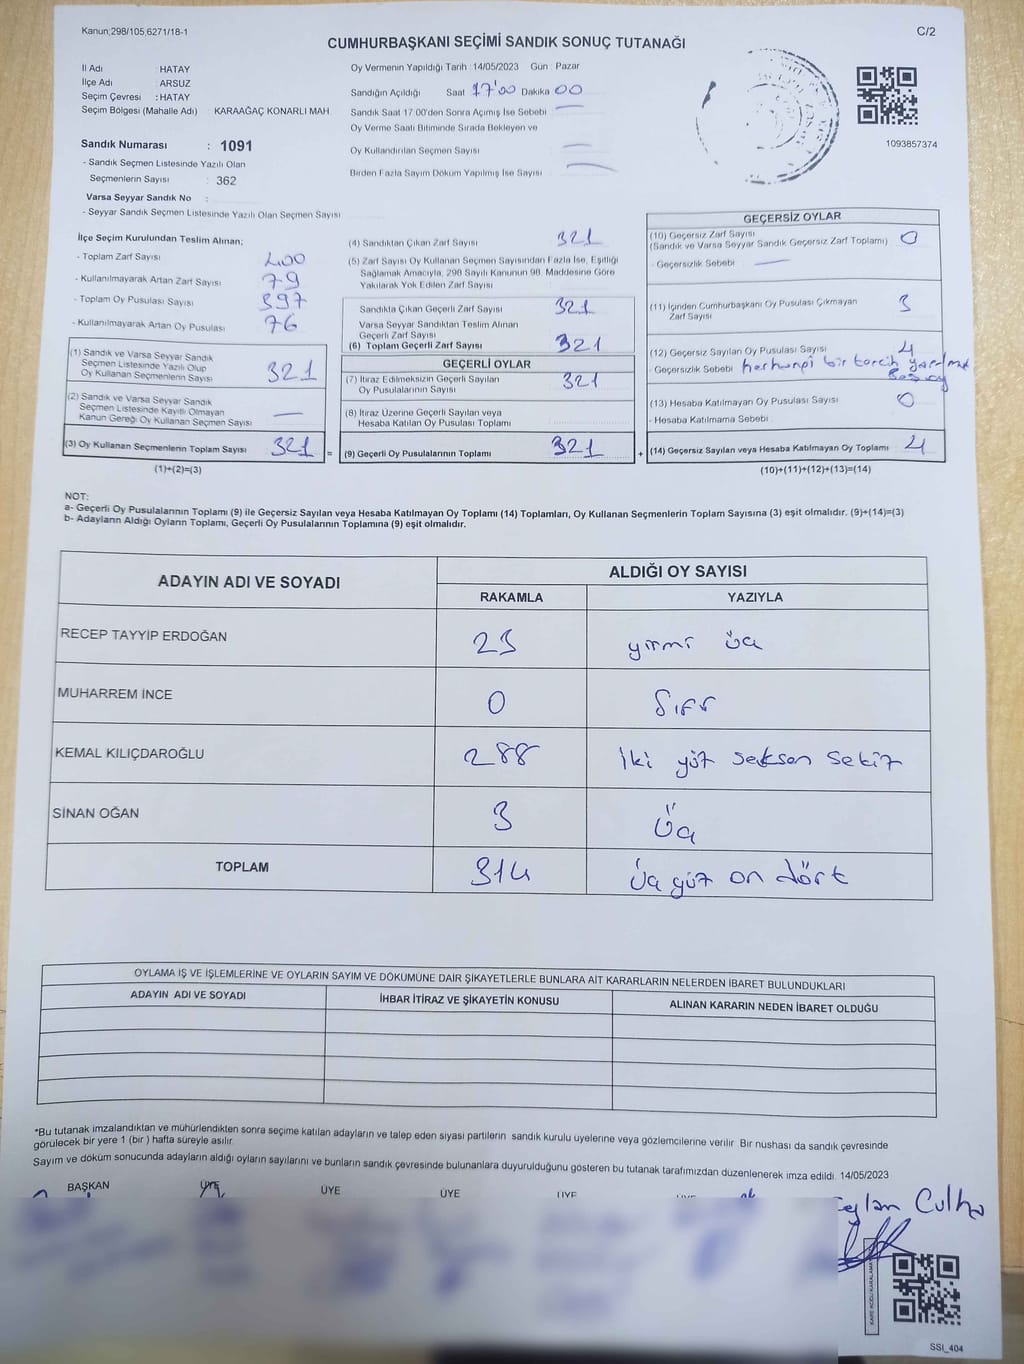 Kanun;298/105,6271/18-1
C/2
CUMHURBAŞKANI SEÇİMİ SANDIK SONUÇ TUTANAĞI
İl Adı : HATAY
İlçe Adı : ARSUZ
Seçim Çevresi : HATAY
Seçim Bölgesi (Mahalle Adı) KARAAĞAÇ KONARLI MAH.
Sandık Numarası : 1091
- Sandık Seçmen Listesinde Yazılı Olan
Seçmenlerin Sayısı : 362
Varsa Seyyar Sandık No :
- Seyyar Sandık Seçmen Listesinde Yazılı Olan Seçmen Sayısı
Oy Vermenin Yapıldığı Tarih : 14/05/2023 Gün : Pazar
Sandığın Açıldığı Saat 17'00 Dakika 00
Sandık Saat 17:00'den Sonra Açımış İse Sebebi
Oy Verme Saati Bitiminde Sırada Bekleyen ve
Oy Kullandırılan Seçmen Sayısı
Birden Fazla Sayım Döküm Yapılmış İse Sayısı
1093857374
İlçe Seçim Kurulundan Teslim Alınan;
- Toplam Zarf Sayısı 400
- Kullanılmayarak Artan Zarf Sayısı 79
- Toplam Oy Pusulası Sayısı 397
- Kullanılmayarak Artan Oy Pusulası 76
(1) Sandık ve Varsa Seyyar Sandık
Seçmen Listesinde Yazılı Olup
Oy Kullanan Seçmenlerin Sayısı 321
(2) Sandık ve Varsa Seyyar Sandık
Seçmen Listesinde Kayıtlı Olmayan
Kanun Gereği Oy Kullanan Seçmen Sayısı —
(3) Oy Kullanan Seçmenlerin Toplam Sayısı 321 =
(1)+(2)=(3)
(4) Sandıktan Çıkan Zarf Sayısı 321
(5) Zarf Sayısı Oy Kullanan Seçmen Sayısından Fazla İse, Eşitliği
Sağlamak Amacıyla, 298 Sayılı Kanunun 98. Maddesine Göre
Yakılarak Yok Edilen Zarf Sayısı
Sandıkta Çıkan Geçerli Zarf Sayısı 321
Varsa Seyyar Sandıktan Teslim Alınan
Geçerli Zarf Sayısı
(6) Toplam Geçerli Zarf Sayısı 321
GEÇERLİ OYLAR
(7) İtiraz Edilmeksizin Geçerli Sayılan
Oy Pusulalarının Sayısı 321
(8) İtiraz Üzerine Geçerli Sayılan veya
Hesaba Katılan Oy Pusulası Toplamı
(9) Geçerli Oy Pusulalarının Toplamı 321 +
GEÇERSİZ OYLAR
(10) Geçersiz Zarf Sayısı
(Sandık ve Varsa Seyyar Sandık Geçersiz Zarf Toplamı) 0
- Geçersizlik Sebebi —
(11) İçinden Cumhurbaşkanı Oy Pusulası Çıkmayan
Zarf Sayısı 3
(12) Geçersiz Sayılan Oy Pusulası Sayısı 4
- Geçersizlik Sebebi herhangi bir tercih
(13) Hesaba Katılmayan Oy Pusulası Sayısı 0
- Hesaba Katılmama Sebebi
(14) Geçersiz Sayılan veya Hesaba Katılmayan Oy Toplamı 4
(10)+(11)+(12)+(13)=(14)
NOT:
a- Geçerli Oy Pusulalarının Toplamı (9) ile Geçersiz Sayılan veya Hesaba Katılmayan Oy Toplamı (14) Toplamları, Oy Kullanan Seçmenlerin Toplam Sayısına (3) eşit olmalıdır. (9)+(14)=(3)
b- Adayların Aldığı Oyların Toplamı, Geçerli Oy Pusulalarının Toplamına (9) eşit olmalıdır.
ADAYIN ADI VE SOYADI
ALDIĞI OY SAYISI
RAKAMLA YAZIYLA
RECEP TAYYİP ERDOĞAN 23 yirmi üç
MUHARREM İNCE 0 Sıfır
KEMAL KILIÇDAROĞLU 288 iki yüz seksen sekiz
SİNAN OĞAN 3 üç
TOPLAM 314 üç yüz on dört
OYLAMA İŞ VE İŞLEMLERİNE VE OYLARIN SAYIM VE DÖKÜMÜNE DAİR ŞİKAYETLERLE BUNLARA AİT KARARLARIN NELERDEN İBARET BULUNDUKLARI
ADAYIN ADI VE SOYADI İHBAR İTİRAZ VE ŞİKAYETİN KONUSU ALINAN KARARIN NEDEN İBARET OLDUĞU
*Bu tutanak imzalandıktan ve mühürlendikten sonra seçime katılan adayların ve talep eden siyasi partilerin sandık kurulu üyelerine veya gözlemcilerine verilir. Bir nüshası da sandık çevresinde
görülecek bir yere 1 (bir ) hafta süreyle asılır.
Sayım ve döküm sonucunda adayların aldığı oyların sayılarını ve bunların sandık çevresinde bulunanlara duyurulduğunu gösteren bu tutanak tarafımızdan düzenlenerek imza edildi. 14/05/2023
BAŞKAN ÜYE ÜYE ÜYE ÜYE
SSI_404